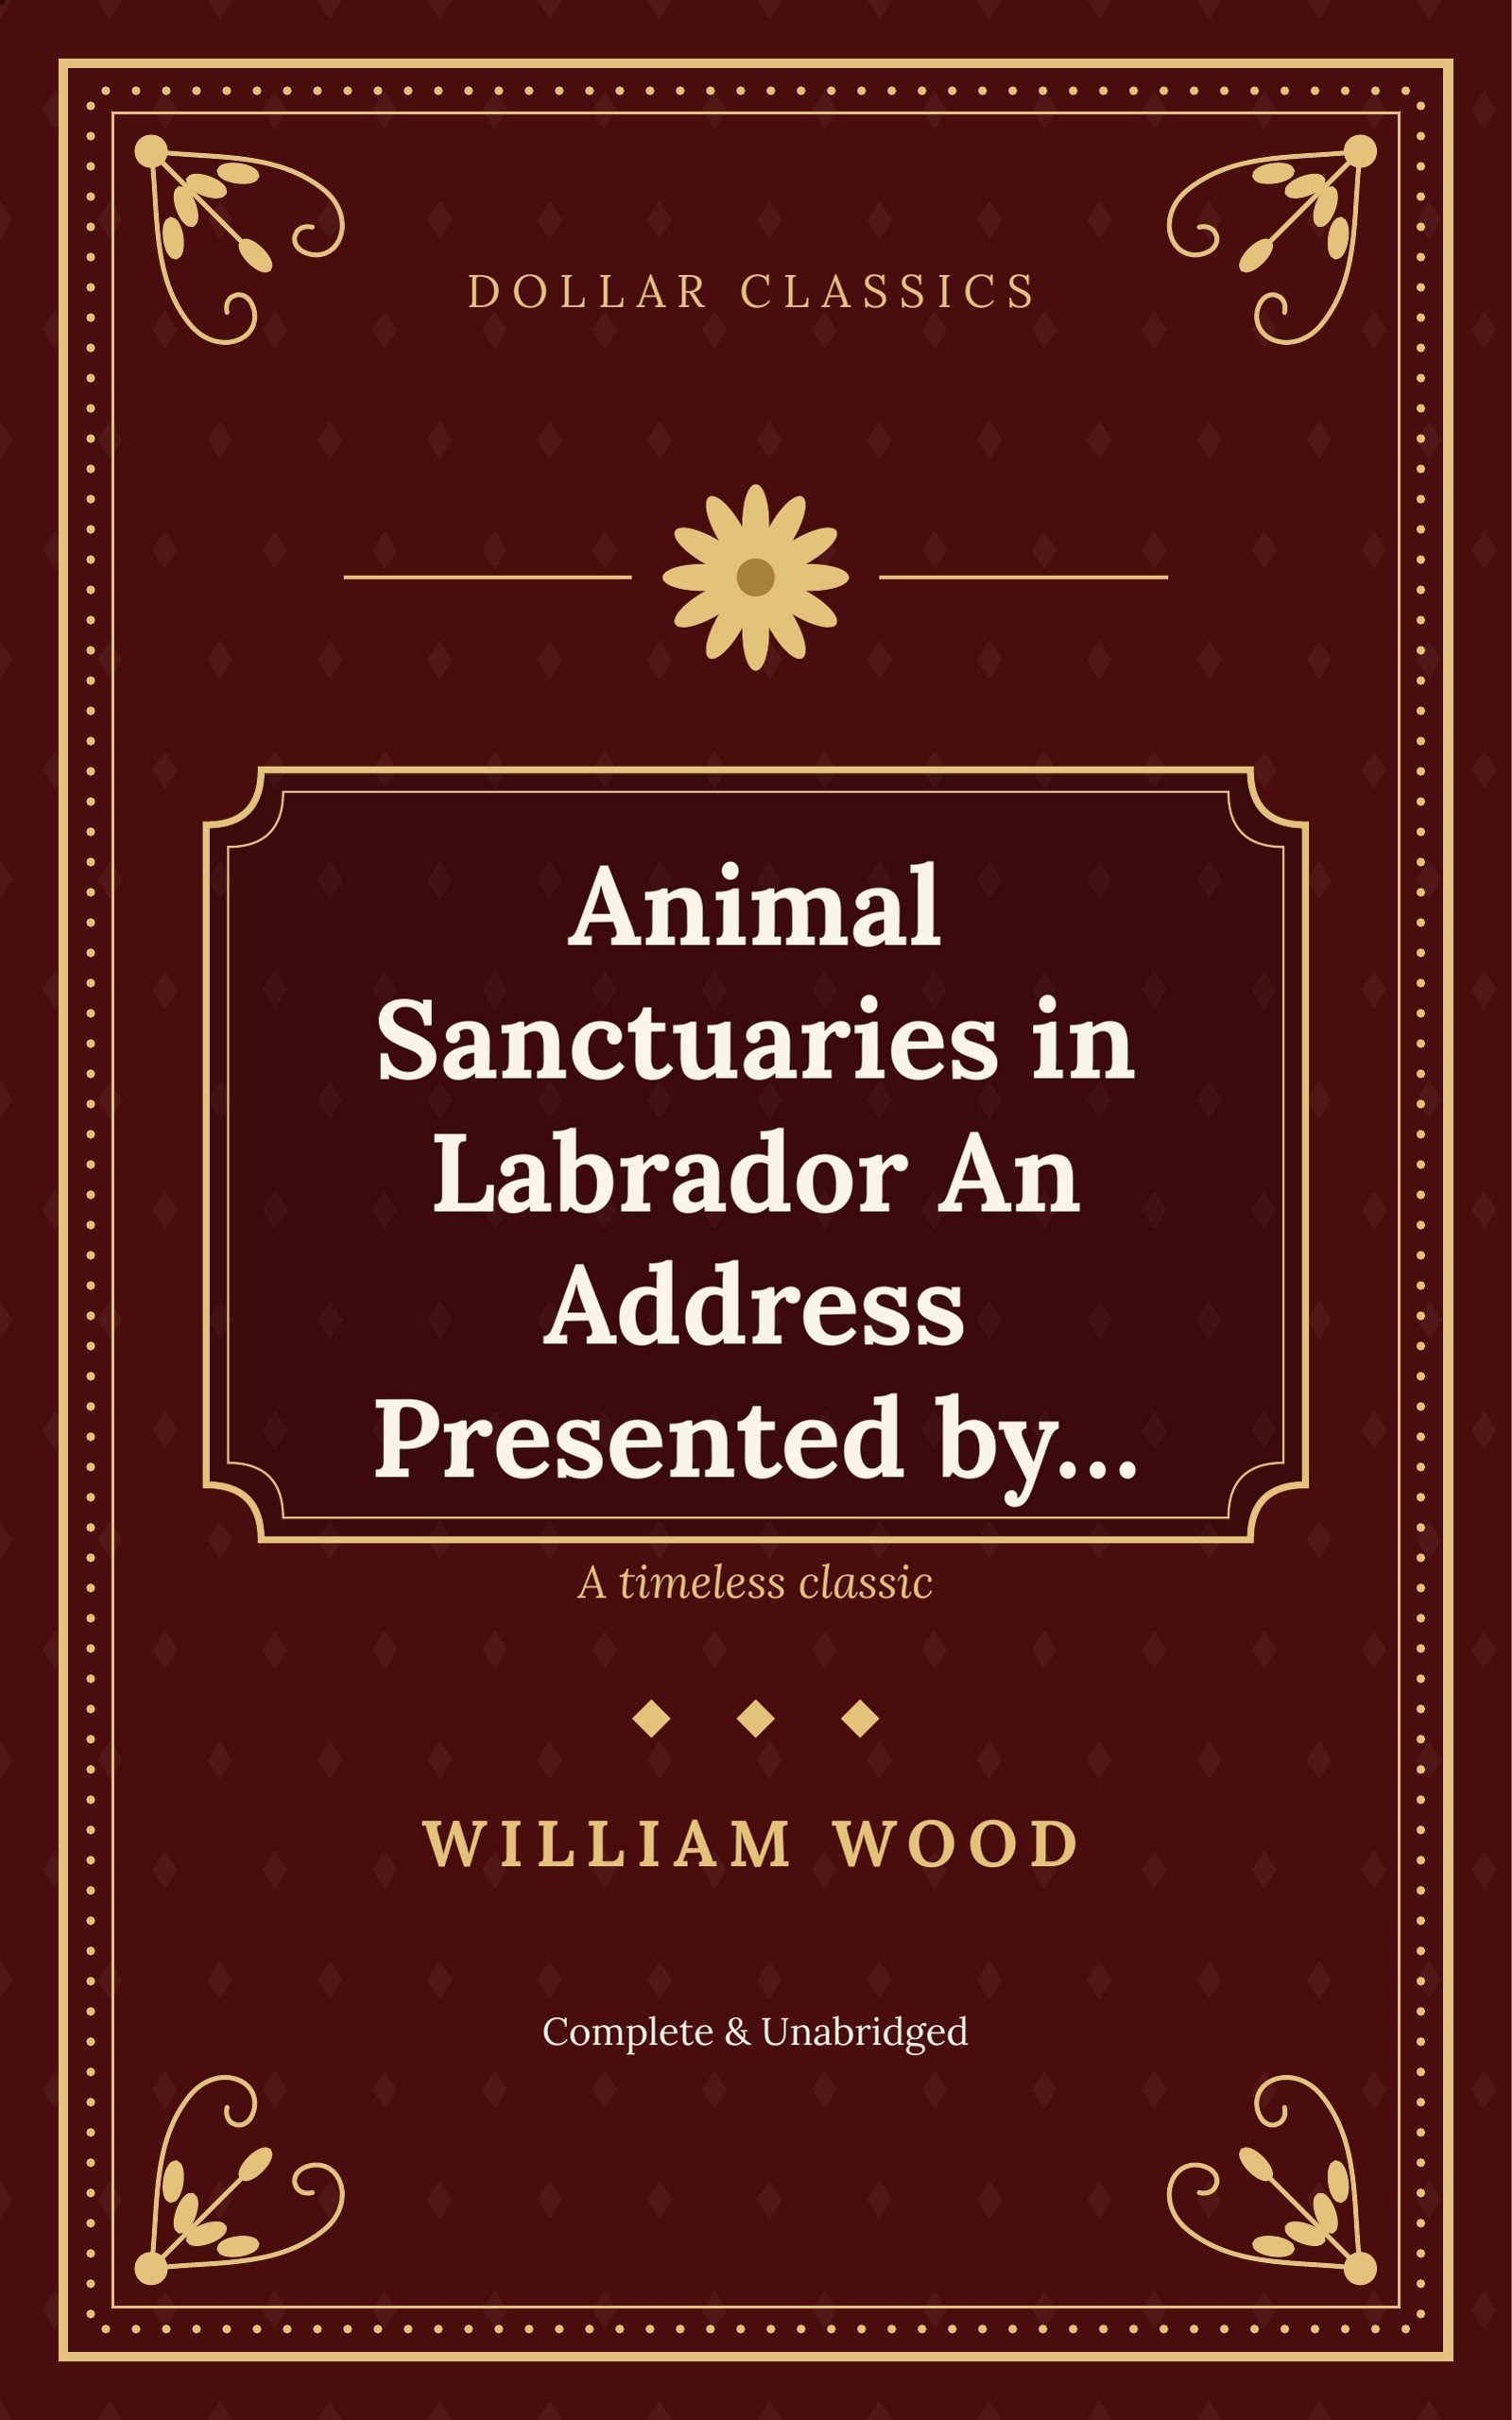 DOLLAR CLASSICS
Animal
Sanctuaries in
Labrador An
Address
Presented by...
A timeless classic
WILLIAM WOOD
Complete & Unabridged